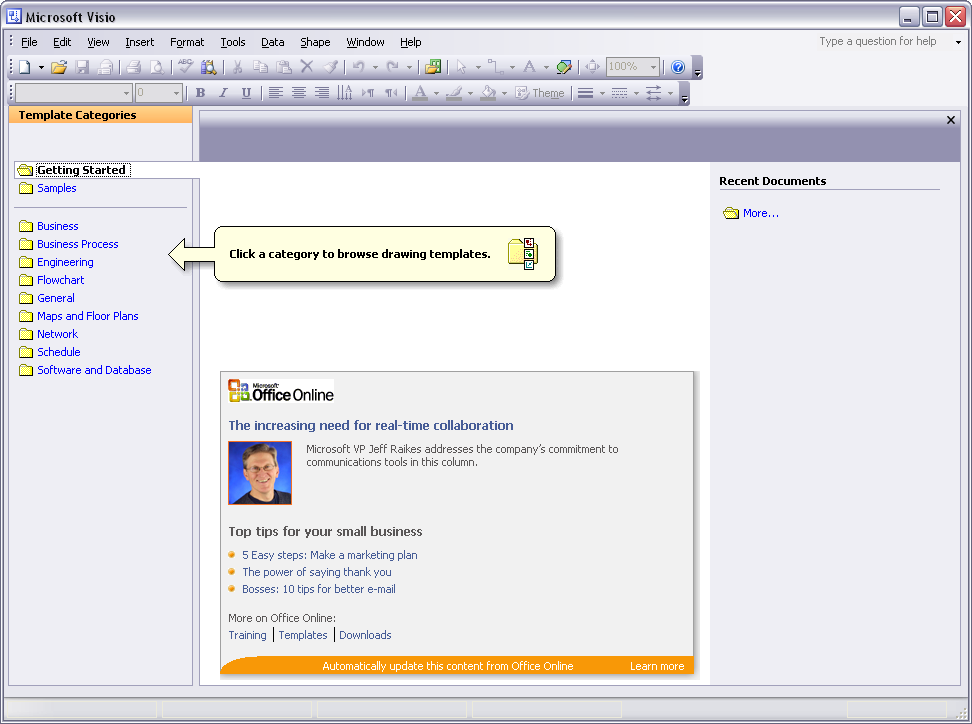 Microsoft Visio
File Edit View Insert Format Tools Data Shape Window Help
Type a question for help
ABC
A
100%
0
B I U
A
Theme
Template Categories
Getting Started
Samples
Business
Business Process
Engineering
Flowchart
General
Maps and Floor Plans
Network
Schedule
Software and Database
Click a category to browse drawing templates.
Recent Documents
More...
Microsoft
Office Online
The increasing need for real-time collaboration
Microsoft VP Jeff Raikes addresses the company's commitment to
communications tools in this column.
Top tips for your small business
5 Easy steps: Make a marketing plan
The power of saying thank you
Bosses: 10 tips for better e-mail
More on Office Online:
Training | Templates | Downloads
Automatically update this content from Office Online
Learn more